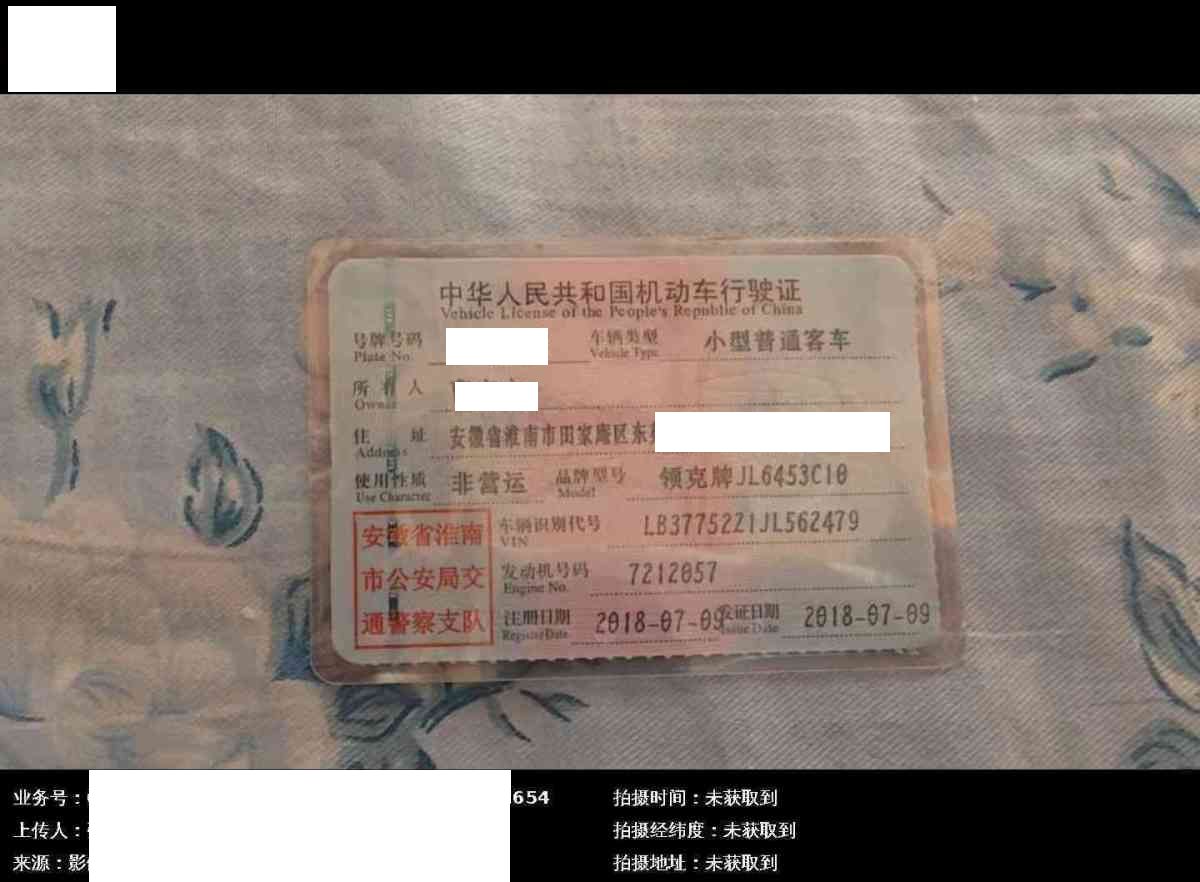 中华人民共和国机动车行驶证
Vehicle License of the People's Republic of China
号牌号码 车辆类型 小型普通客车
Plate No. Vehicle Type
所有人
Owner
住址 安徽省淮南市田家庵区东
Address
使用性质 非营运 品牌型号 领克牌JL6453C10
Use Character Model
安徽省淮南 车辆识别代号 LB37752Z1JL562479
VIN
市公安局交 发动机号码 7212057
Engine No.
通警察支队 注册日期 2018-07-09 发证日期 2018-07-09
Register Date Issue Date
业务号: 654 拍摄时间:未获取到
上传人: 拍摄经纬度:未获取到
来源:影 拍摄地址:未获取到